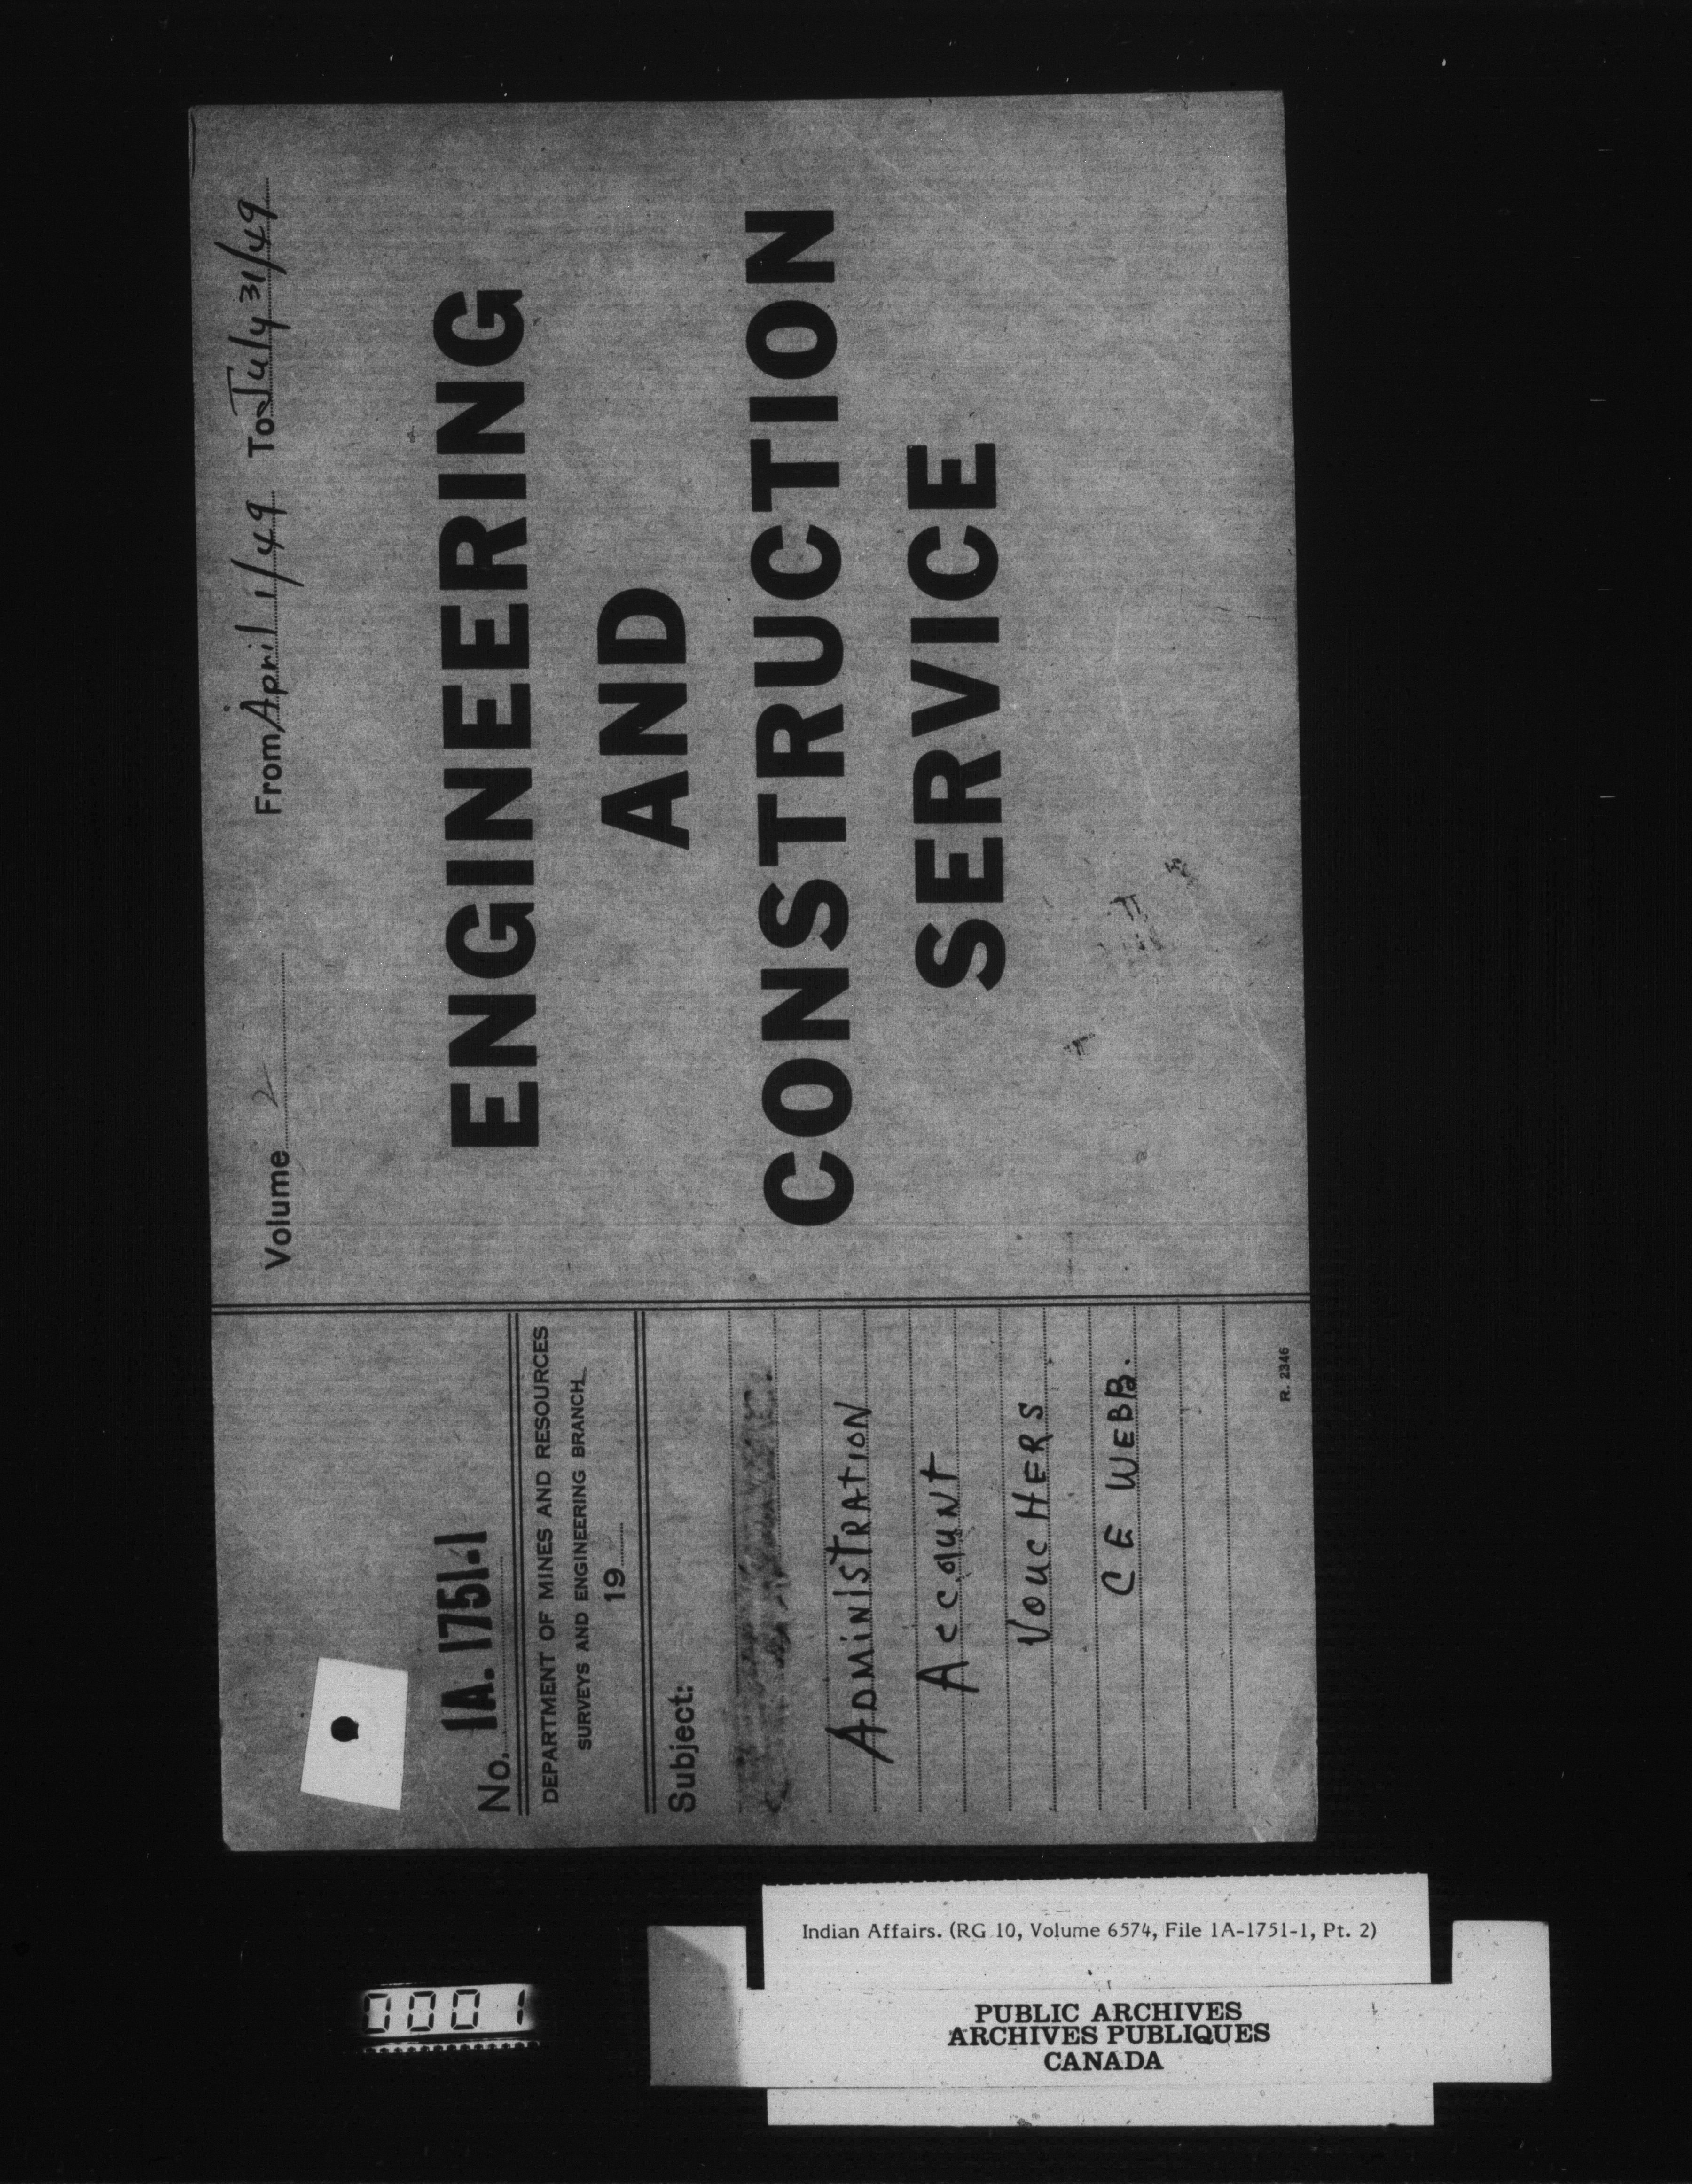 Volume 2 From April 1/49 To July 31/49
ENGINEERING
AND
CONSTRUCTION
SERVICE
No. 1A.1751-1
DEPARTMENT OF MINES AND RESOURCES
SURVEYS AND ENGINEERING BRANCH
19
Subject:
ADMINISTRATION
ACCOUNT
VOUCHERS
C E WEBB.
R. 2346
Indian Affairs. (RG 10, Volume 6574, File 1A-1751-1, Pt. 2)
PUBLIC ARCHIVES
ARCHIVES PUBLIQUES
CANADA
0001